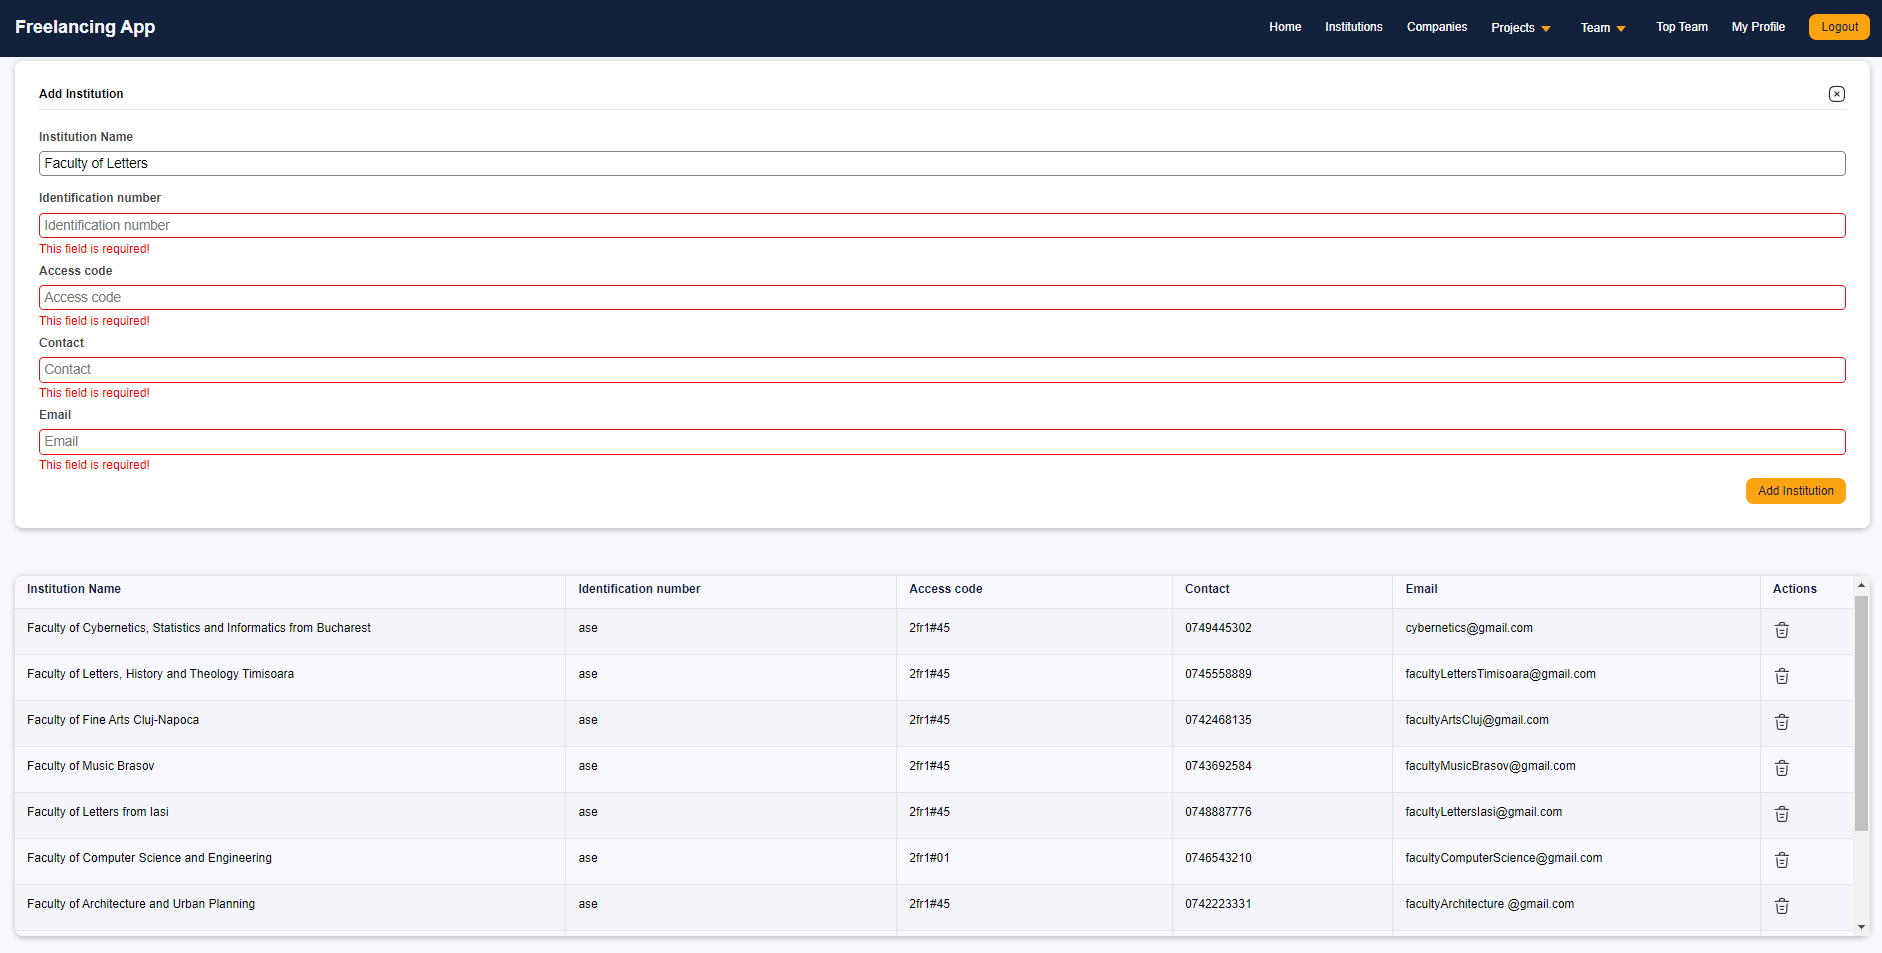 Freelancing App Home Institutions Companies Projects Team Top Team My Profile Logout
Add Institution
Institution Name
Faculty of Letters
Identification number
Identification number
This field is required!
Access code
Access code
This field is required!
Contact
Contact
This field is required!
Email
Email
This field is required!
Add Institution
Institution Name Identification number Access code Contact Email Actions
Faculty of Cybernetics, Statistics and Informatics from Bucharest ase 2fr1#45 0749445302 cybernetics@gmail.com
Faculty of Letters, History and Theology Timisoara ase 2fr1#45 0745558889 facultyLettersTimisoara@gmail.com
Faculty of Fine Arts Cluj-Napoca ase 2fr1#45 0742468135 facultyArtsCluj@gmail.com
Faculty of Music Brasov ase 2fr1#45 0743692584 facultyMusicBrasov@gmail.com
Faculty of Letters from Iasi ase 2fr1#45 0748887776 facultyLettersIasi@gmail.com
Faculty of Computer Science and Engineering ase 2fr1#01 0746543210 facultyComputerScience@gmail.com
Faculty of Architecture and Urban Planning ase 2fr1#45 0742223331 facultyArchitecture @gmail.com